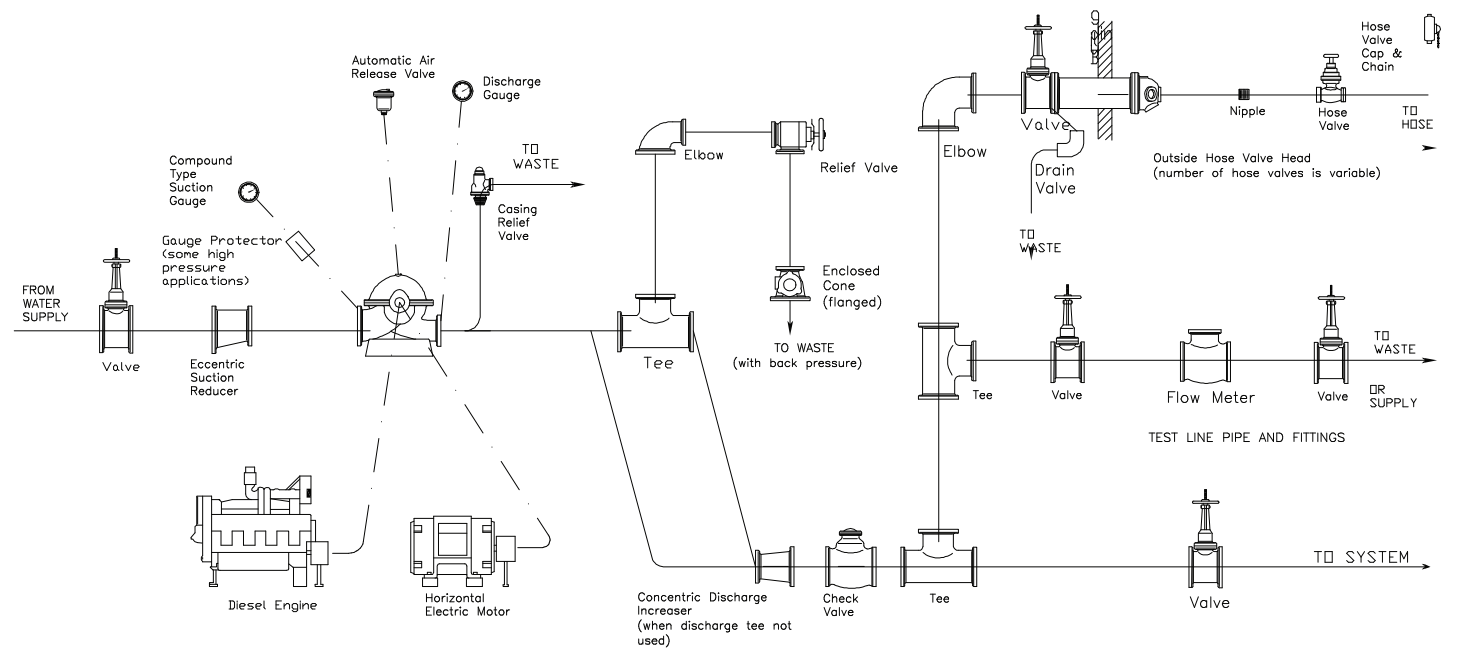 Automatic Air
Release Valve
Discharge
Gauge
Compound
Type
Suction
Gauge
Gauge Protector
(some high
pressure
applications)
TO
WASTE
Casing
Relief
Valve
FROM
WATER
SUPPLY
Valve
Eccentric
Suction
Reducer
Elbow
Relief Valve
Enclosed
Cone
(flanged)
TO WASTE
(with back pressure)
Tee
Valve
Elbow
Drain
Valve
TO
WASTE
Nipple
Hose
Valve
Hose
Valve
Cap &
Chain
TO
HOSE
Outside Hose Valve Head
(number of hose valves is variable)
Tee
Valve
Flow Meter
Valve
TO
WASTE
OR
SUPPLY
TEST LINE PIPE AND FITTINGS
Diesel Engine
Horizontal
Electric Motor
Concentric Discharge
Increaser
(when discharge tee not
used)
Check
Valve
Tee
Valve
TO SYSTEM